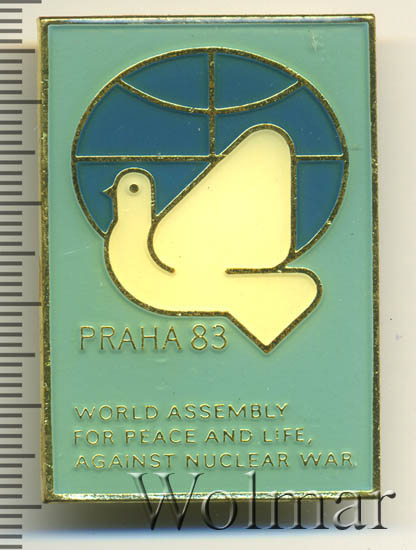 PRAHA 83
WORLD ASSEMBLY
FOR PEACE AND LIFE,
AGAINST NUCLEAR WAR
Wolmar